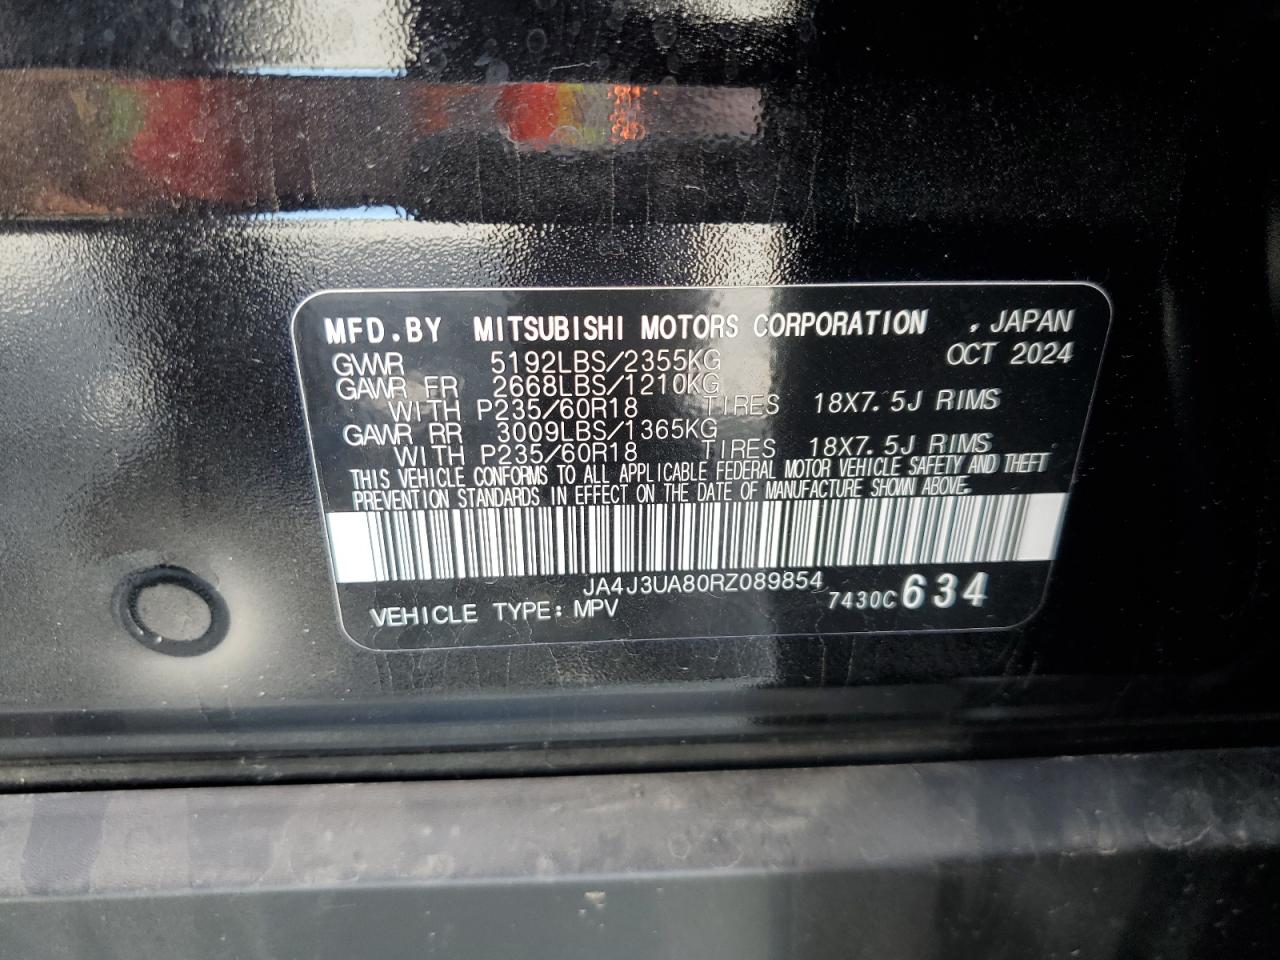 MFD.BY MITSUBISHI MOTORS CORPORATION , JAPAN
OCT 2024
GVWR 5192LBS/2355KG
GAWR FR 2668LBS/1210KG
WITH P235/60R18 TIRES 18X7.5J RIMS
GAWR RR 3009LBS/1365KG
WITH P235/60R18 TIRES 18X7.5J RIMS
THIS VEHICLE CONFORMS TO ALL APPLICABLE FEDERAL MOTOR VEHICLE SAFETY AND THEFT
PREVENTION STANDARDS IN EFFECT ON THE DATE OF MANUFACTURE SHOWN ABOVE.
JA4J3UA80RZ089854
VEHICLE TYPE: MPV 7430C 634